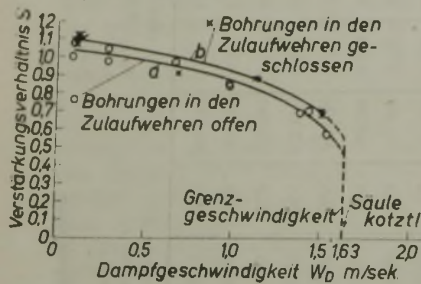 Verstärkungsverhältnis S
1,1
1,0
0,9
0,8
0,7
0,6
0,5
0,4
0,3
0,2
0,1
0
× Bohrungen in den
Zulaufwehren ge-
schlossen
b
a
○ Bohrungen in den
Zulaufwehren offen
Grenz-
geschwindigkeit
Säule
kotzt!
0
0,5
1,0
1,5
1,63
2,0
Dampfgeschwindigkeit W_D m/sek